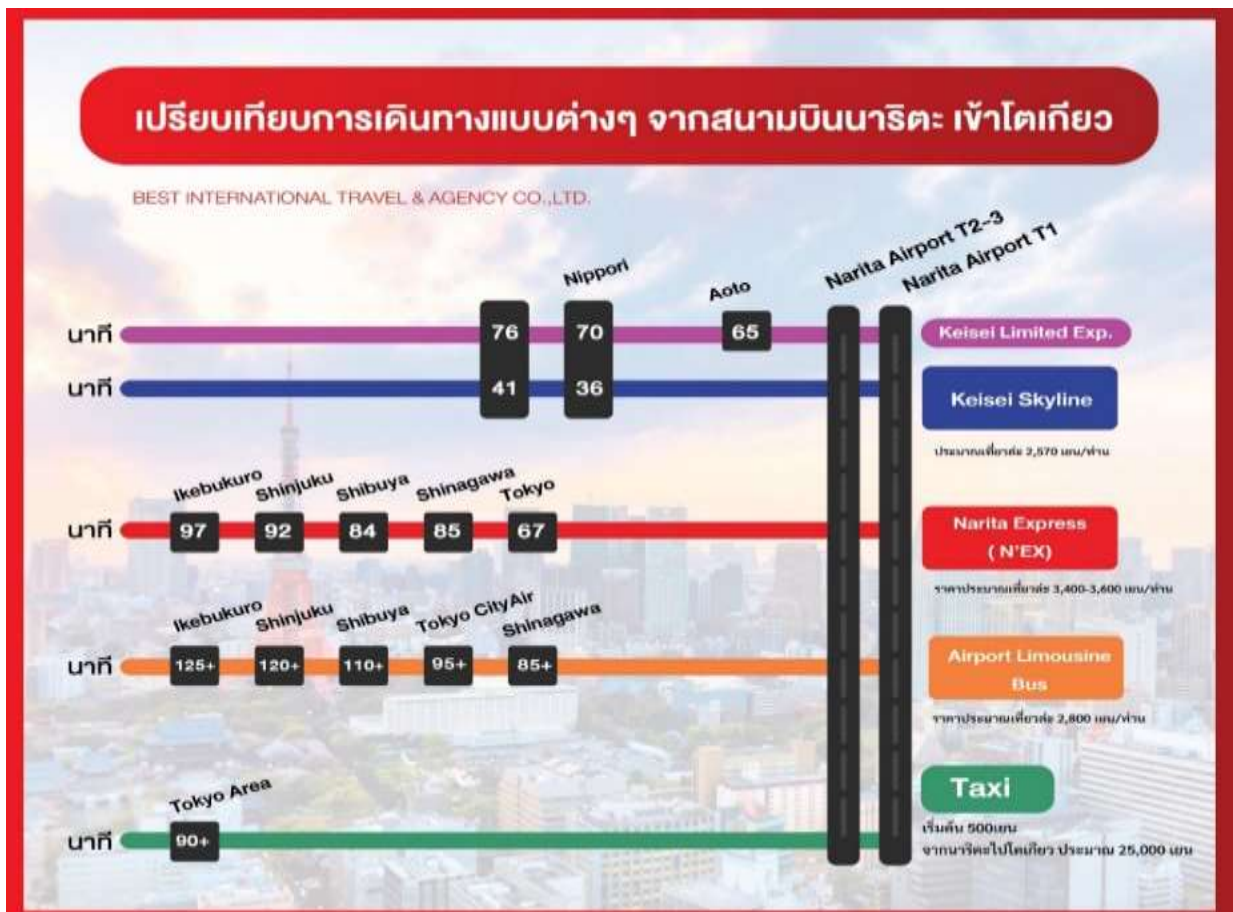 เปรียบเทียบการเดินทางแบบต่างๆ จากสนามบินนาริตะ เข้าโตเกียว
BEST INTERNATIONAL TRAVEL & AGENCY CO.,LTD.
Nippori
Aoto
Narita Airport T2-3
Narita Airport T1
นาที 76 70 65 Keisei Limited Exp.
นาที 41 36 Keisei Skyline
ประมาณเที่ยวละ 2,570 เยน/ท่าน
Ikebukuro Shinjuku Shibuya Shinagawa Tokyo
นาที 97 92 84 85 67 Narita Express
( N'EX)
ราคาประมาณเที่ยวละ 3,400-3,600 เยน/ท่าน
Ikebukuro Shinjuku Shibuya Tokyo CityAir Shinagawa
นาที 125+ 120+ 110+ 95+ 85+ Airport Limousine
Bus
ราคาประมาณเที่ยวละ 2,800 เยน/ท่าน
Tokyo Area
Taxi
นาที 90+ เริ่มต้น 500เยน
จากนาริตะไปโตเกียว ประมาณ 25,000 เยน